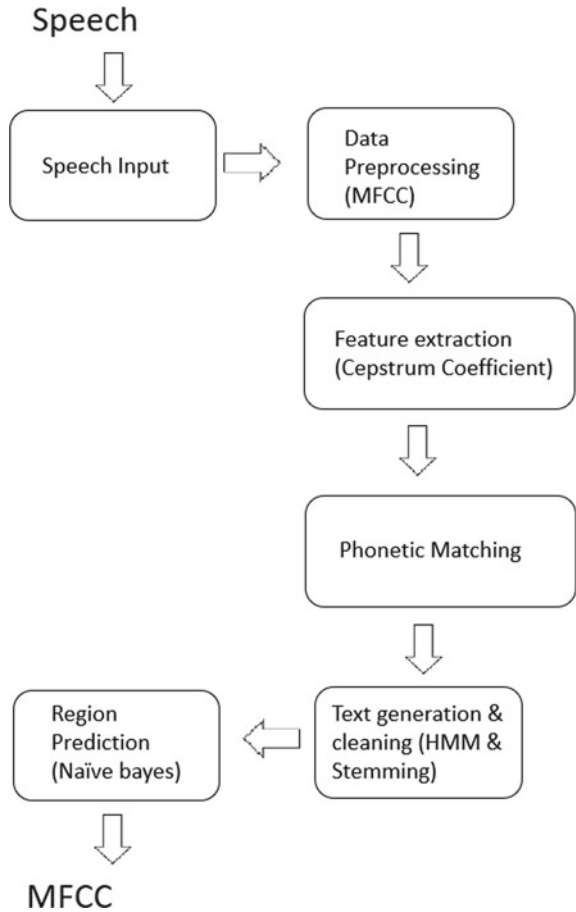 Speech
Speech Input
Data
Preprocessing
(MFCC)
Feature extraction
(Cepstrum Coefficient)
Phonetic Matching
Text generation &
cleaning (HMM &
Stemming)
Region
Prediction
(Naïve bayes)
MFCC